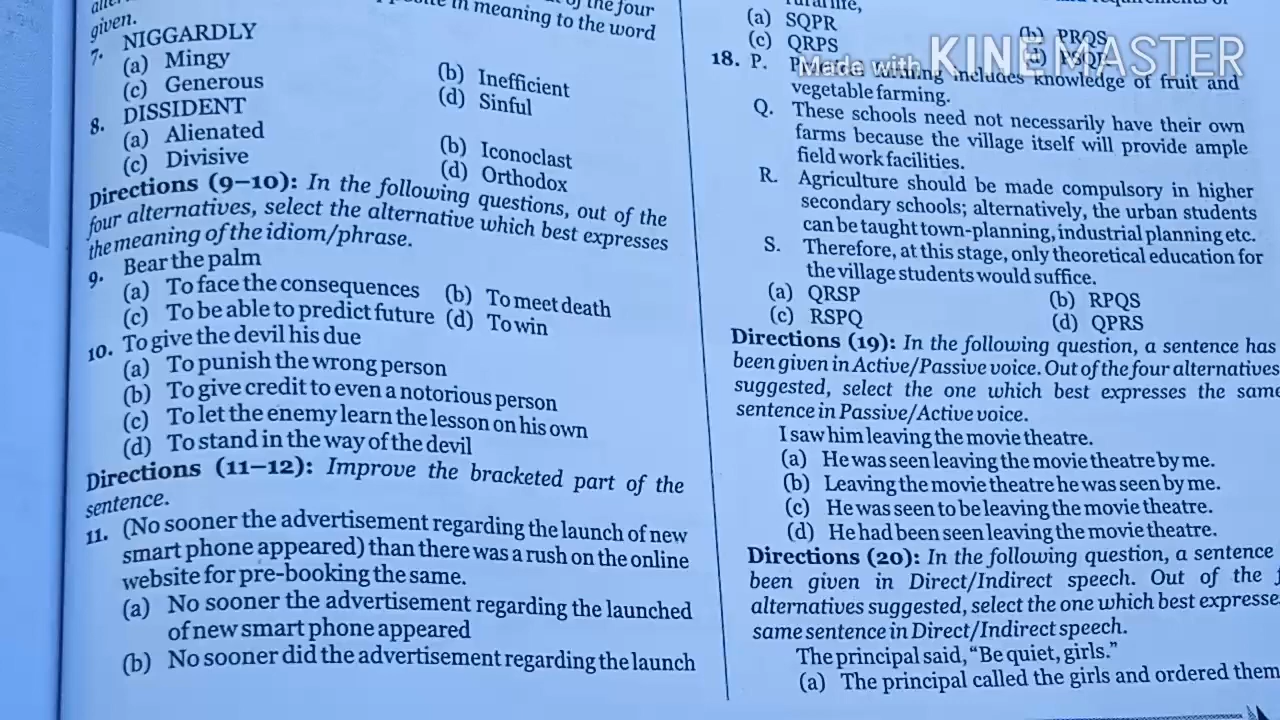 the four
in meaning to the word
given.
7. NIGGARDLY
(a) Mingy
(b) Inefficient
(c) Generous
(d) Sinful
8. DISSIDENT
(a) Alienated
(b) Iconoclast
(c) Divisive
(d) Orthodox
Directions (9–10): In the following questions, out of the
four alternatives, select the alternative which best expresses
the meaning of the idiom/phrase.
9. Bear the palm
(a) To face the consequences (b) To meet death
(c) To be able to predict future (d) To win
10. To give the devil his due
(a) To punish the wrong person
(b) To give credit to even a notorious person
(c) To let the enemy learn the lesson on his own
(d) To stand in the way of the devil
Directions (11–12): Improve the bracketed part of the
sentence.
11. (No sooner the advertisement regarding the launch of new
smart phone appeared) than there was a rush on the online
website for pre-booking the same.
(a) No sooner the advertisement regarding the launched
of new smart phone appeared
(b) No sooner did the advertisement regarding the launch
(a) SQPR
(b) PRQS
(c) QRPS
Made with KINEMASTER
18. P. includes knowledge of fruit and
vegetable farming.
Q. These schools need not necessarily have their own
farms because the village itself will provide ample
field work facilities.
R. Agriculture should be made compulsory in higher
secondary schools; alternatively, the urban students
can be taught town-planning, industrial planning etc.
S. Therefore, at this stage, only theoretical education for
the village students would suffice.
(a) QRSP
(b) RPQS
(c) RSPQ
(d) QPRS
Directions (19): In the following question, a sentence has
been given in Active/Passive voice. Out of the four alternatives
suggested, select the one which best expresses the same
sentence in Passive/Active voice.
I saw him leaving the movie theatre.
(a) He was seen leaving the movie theatre by me.
(b) Leaving the movie theatre he was seen by me.
(c) He was seen to be leaving the movie theatre.
(d) He had been seen leaving the movie theatre.
Directions (20): In the following question, a sentence
been given in Direct/Indirect speech. Out of the
alternatives suggested, select the one which best expresse
same sentence in Direct/Indirect speech.
The principal said, “Be quiet, girls.”
(a) The principal called the girls and ordered them